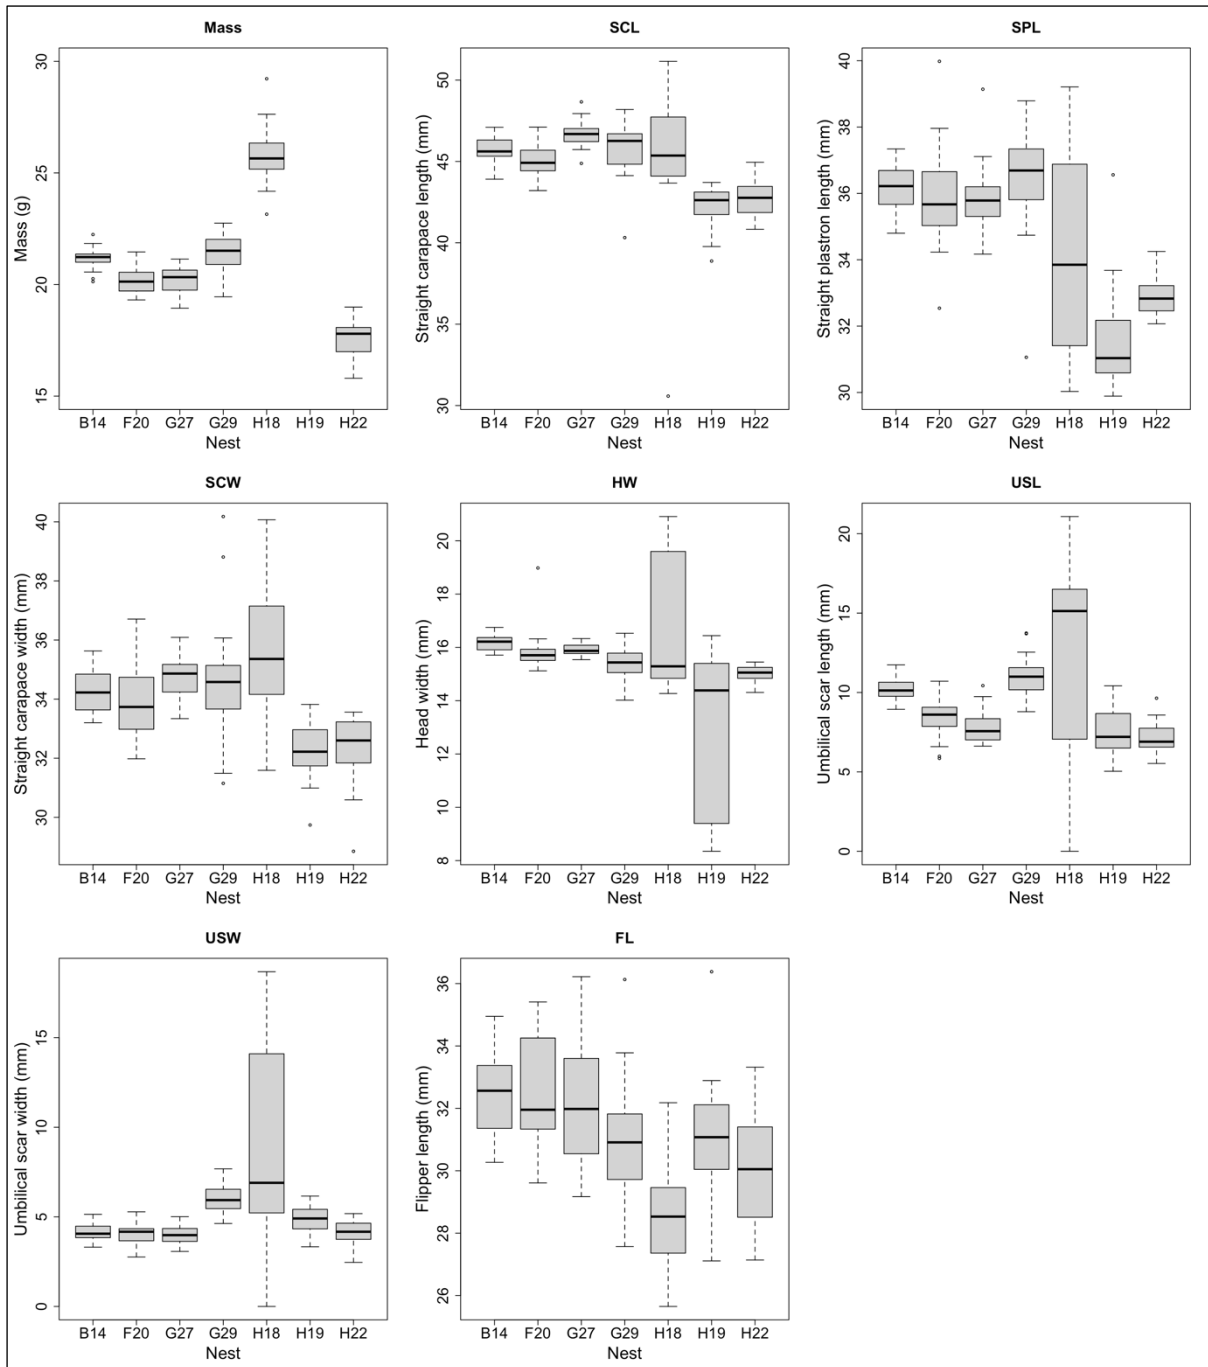 Mass
Mass (g)
30
25
20
15
B14 F20 G27 G29 H18 H19 H22
Nest
SCL
Straight carapace length (mm)
50
45
40
35
30
B14 F20 G27 G29 H18 H19 H22
Nest
SPL
Straight plastron length (mm)
40
38
36
34
32
30
B14 F20 G27 G29 H18 H19 H22
Nest
SCW
Straight carapace width (mm)
40
38
36
34
32
30
B14 F20 G27 G29 H18 H19 H22
Nest
HW
Head width (mm)
20
18
16
14
12
10
8
B14 F20 G27 G29 H18 H19 H22
Nest
USL
Umbilical scar length (mm)
20
15
10
5
0
B14 F20 G27 G29 H18 H19 H22
Nest
USW
Umbilical scar width (mm)
15
10
5
0
B14 F20 G27 G29 H18 H19 H22
Nest
FL
Flipper length (mm)
36
34
32
30
28
26
B14 F20 G27 G29 H18 H19 H22
Nest